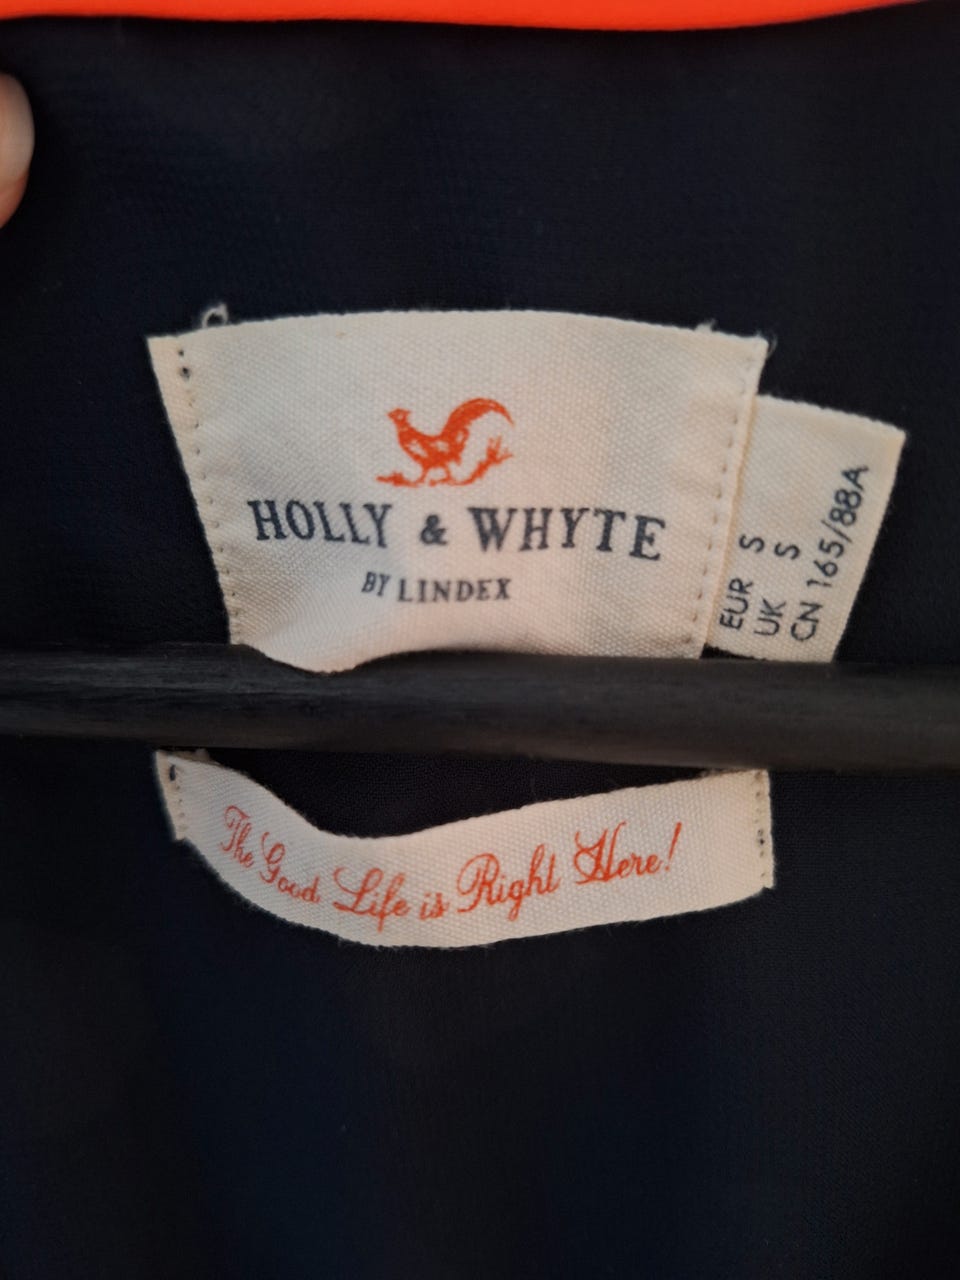 HOLLY & WHYTE
BY LINDEX
EUR S
UK S
CN 165/88A
The Good Life is Right Here!